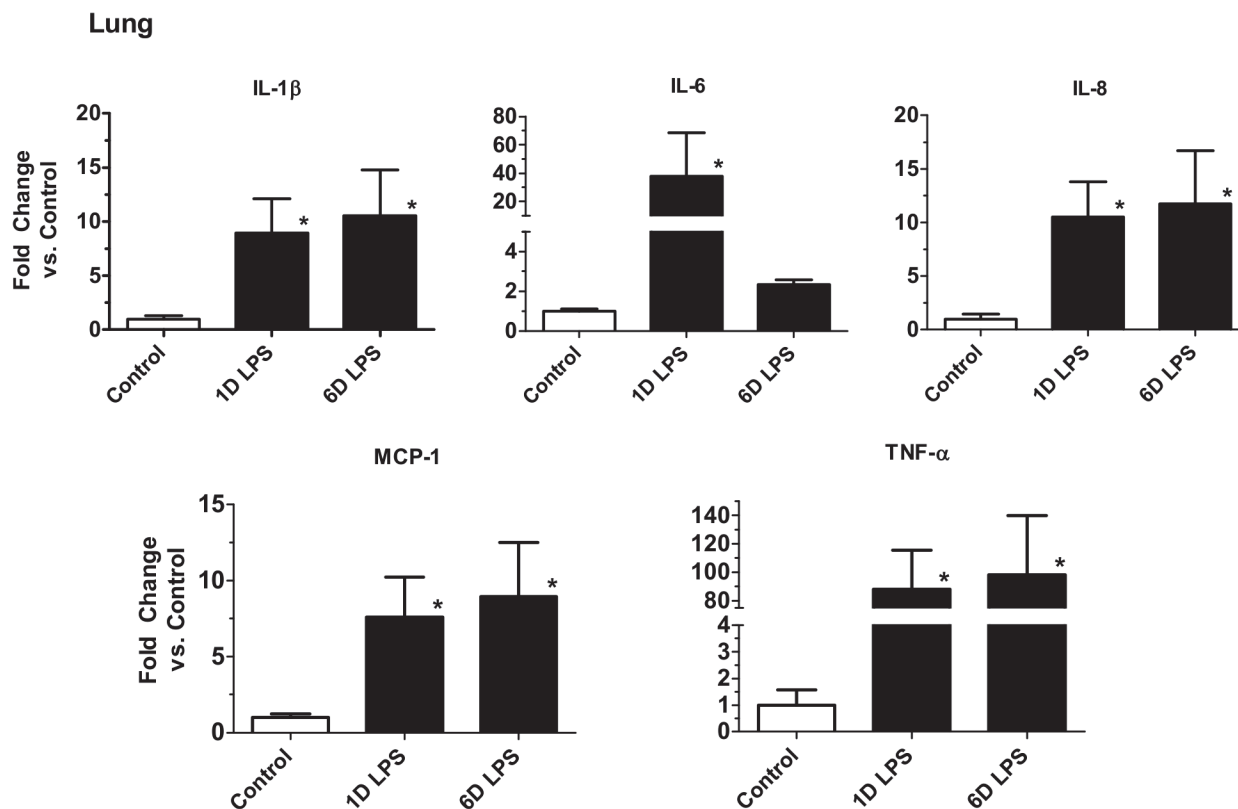 Lung
IL-1β
Fold Change
vs. Control
20
15
10
5
0
*
*
Control
1D LPS
6D LPS
IL-6
80
60
40
20
4
2
0
*
Control
1D LPS
6D LPS
IL-8
20
15
10
5
0
*
*
Control
1D LPS
6D LPS
MCP-1
Fold Change
vs. Control
15
10
5
0
*
*
Control
1D LPS
6D LPS
TNF-α
140
120
100
80
4
3
2
1
0
*
*
Control
1D LPS
6D LPS